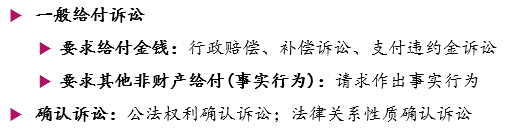 一般给付诉讼
要求给付金钱：行政赔偿、补偿诉讼、支付违约金诉讼
要求其他非财产给付(事实行为)：请求作出事实行为
确认诉讼：公法权利确认诉讼；法律关系性质确认诉讼